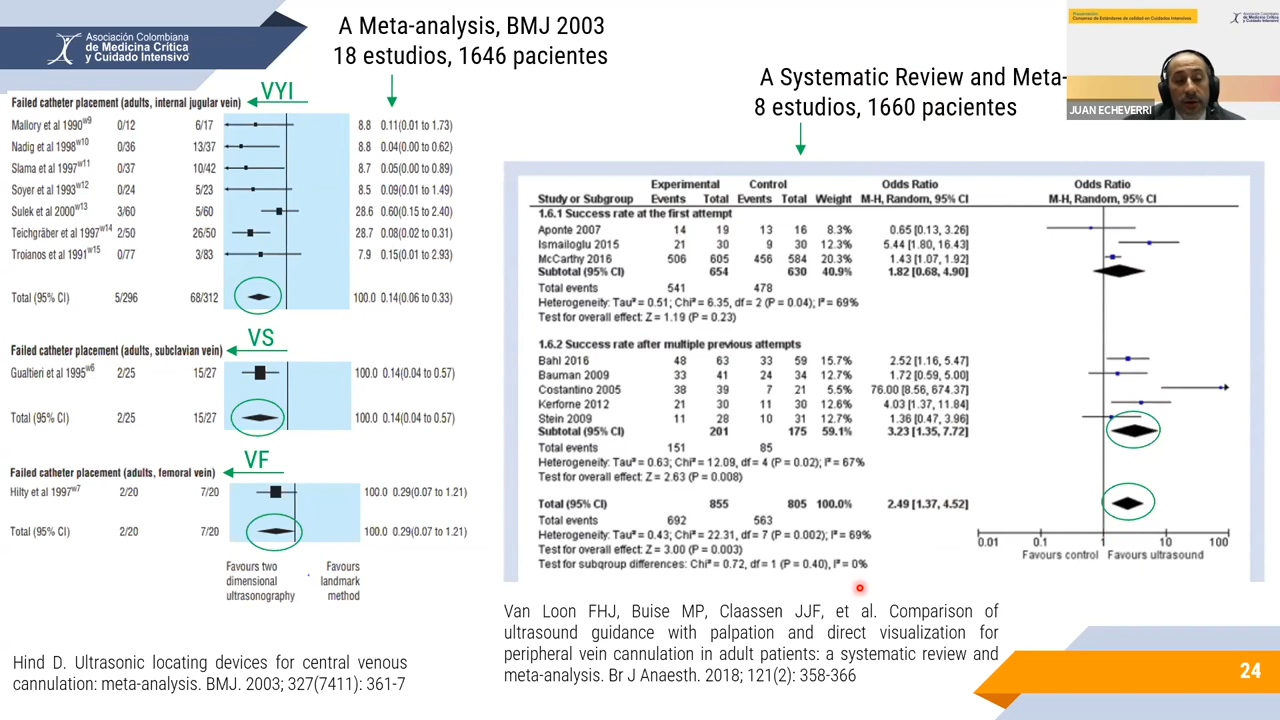 Asociación Colombiana
de Medicina Crítica
y Cuidado Intensivo
A Meta-analysis, BMJ 2003
18 estudios, 1646 pacientes
A Systematic Review and Meta-
8 estudios, 1660 pacientes
Presentación
Consenso de Estándares de calidad en Cuidados Intensivos
JUAN ECHEVERRI
VYI
Failed catheter placement (adults, internal jugular vein)
Mallory et al 1990w9 0/12 6/17 8.8 0.11(0.01 to 1.73)
Nadig et al 1998w10 0/36 13/37 8.8 0.04(0.00 to 0.62)
Slama et al 1997w11 0/37 10/42 8.7 0.05(0.00 to 0.89)
Soyer et al 1993w12 0/24 5/23 8.5 0.09(0.01 to 1.49)
Sulek et al 2000w13 3/60 5/60 28.6 0.60(0.15 to 2.40)
Teichgräber et al 1997w14 2/50 26/50 28.7 0.08(0.02 to 0.31)
Troianos et al 1991w15 0/77 3/83 7.9 0.15(0.01 to 2.93)
Total (95% CI) 5/296 68/312 100.0 0.14(0.06 to 0.33)
VS
Failed catheter placement (adults, subclavian vein)
Gualtieri et al 1995w6 2/25 15/27 100.0 0.14(0.04 to 0.57)
Total (95% CI) 2/25 15/27 100.0 0.14(0.04 to 0.57)
VF
Failed catheter placement (adults, femoral vein)
Hilty et al 1997w7 2/20 7/20 100.0 0.29(0.07 to 1.21)
Total (95% CI) 2/20 7/20 100.0 0.29(0.07 to 1.21)
Favours two dimensional ultrasonography
Favours landmark method
Hind D. Ultrasonic locating devices for central venous
cannulation: meta-analysis. BMJ. 2003; 327(7411): 361-7
Experimental Control Odds Ratio Odds Ratio
Study or Subgroup Events Total Events Total Weight M-H, Random, 95% CI M-H, Random, 95% CI
1.6.1 Success rate at the first attempt
Aponte 2007 14 19 13 16 8.3% 0.65 [0.13, 3.26]
Ismailoglu 2015 21 30 9 30 12.3% 5.44 [1.80, 16.43]
McCarthy 2016 506 605 456 584 20.3% 1.43 [1.07, 1.92]
Subtotal (95% CI) 654 630 40.9% 1.82 [0.68, 4.90]
Total events 541 478
Heterogeneity: Tau² = 0.51; Chi² = 6.35, df = 2 (P = 0.04); I² = 69%
Test for overall effect: Z = 1.19 (P = 0.23)
1.6.2 Success rate after multiple previous attempts
Bahl 2016 48 63 33 59 15.7% 2.52 [1.16, 5.47]
Bauman 2009 33 41 24 34 12.7% 1.72 [0.59, 5.00]
Costantino 2005 38 39 7 21 5.5% 76.00 [8.56, 674.37]
Kerforne 2012 21 30 11 30 12.6% 4.03 [1.37, 11.84]
Stein 2009 11 28 10 31 12.0% 1.36 [0.47, 3.96]
Subtotal (95% CI) 201 175 59.1% 3.23 [1.35, 7.72]
Total events 151 85
Heterogeneity: Tau² = 0.63; Chi² = 12.09, df = 4 (P = 0.02); I² = 67%
Test for overall effect: Z = 2.63 (P = 0.008)
Total (95% CI) 855 805 100.0% 2.49 [1.37, 4.52]
Total events 692 563
Heterogeneity: Tau² = 0.43; Chi² = 22.31, df = 7 (P = 0.002); I² = 69%
Test for overall effect: Z = 3.00 (P = 0.003)
Test for subgroup differences: Chi² = 0.72, df = 1 (P = 0.40), I² = 0%
0.01 0.1 1 10 100
Favours control Favours ultrasound
Van Loon FHJ, Buise MP, Claassen JJF, et al. Comparison of
ultrasound guidance with palpation and direct visualization for
peripheral vein cannulation in adult patients: a systematic review and
meta-analysis. Br J Anaesth. 2018; 121(2): 358-366
24